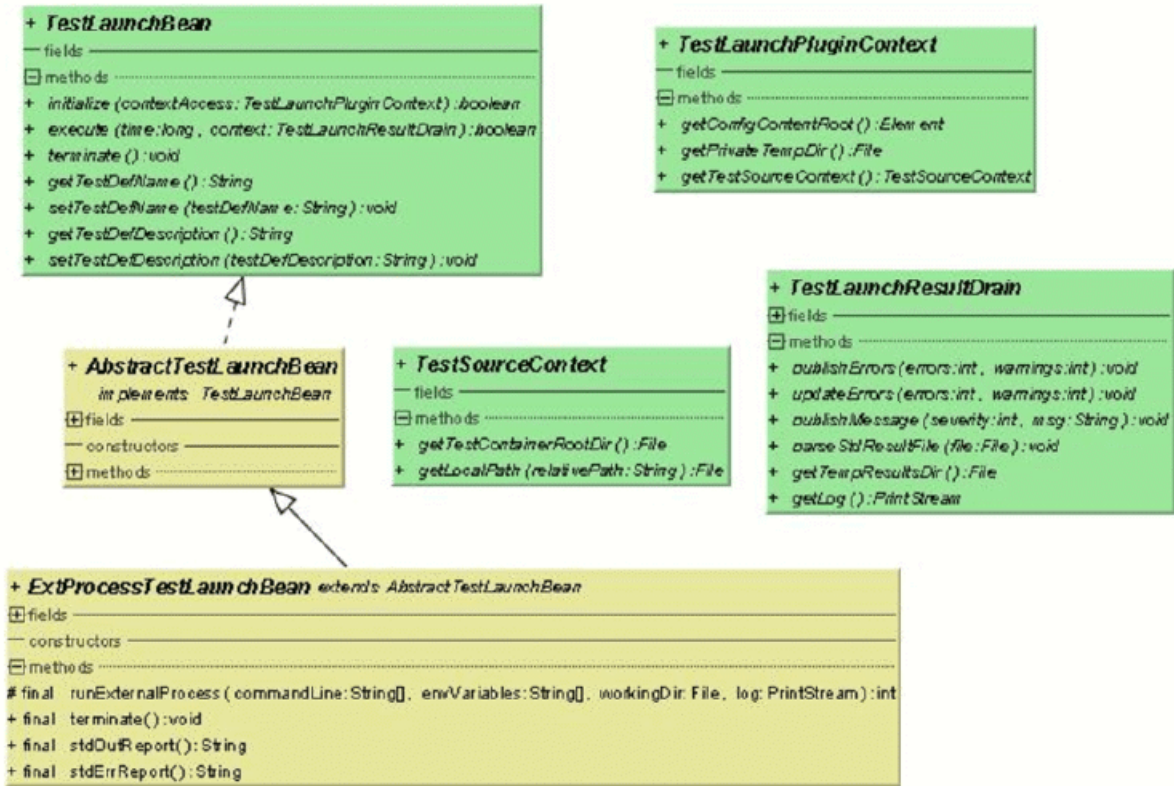 + TestLaunchBean
fields
methods
+ initialize (contextAccess: TestLaunchPluginContext) : boolean
+ execute (time:long , context: TestLaunchResultDrain) : boolean
+ terminate () : void
+ getTestDefName () : String
+ setTestDefName (testDefName: String) : void
+ getTestDefDescription () : String
+ setTestDefDescription (testDefDescription: String) : void
+ TestLaunchPluginContext
fields
methods
+ getConfigContentRoot () : Element
+ getPrivateTempDir () : File
+ getTestSourceContext () : TestSourceContext
+ TestLaunchResultDrain
fields
methods
+ publishErrors (errors:int , warnings:int) : void
+ updateErrors (errors:int , warnings:int) : void
+ publishMessage (severity:int , msg: String) : void
+ parseStdResultFile (file: File) : void
+ getTempResultsDir () : File
+ getLog () : PrintStream
+ AbstractTestLaunchBean
implements TestLaunchBean
fields
constructors
methods
+ TestSourceContext
fields
methods
+ getTestContainerRootDir () : File
+ getLocalPath (relativePath: String) : File
+ ExtProcessTestLaunchBean extends AbstractTestLaunchBean
fields
constructors
methods
# final runExternalProcess ( commandLine: String[], envVariables: String[], workingDir: File, log: PrintStream) : int
+ final terminate() : void
+ final stdOutReport() : String
+ final stdErrReport() : String